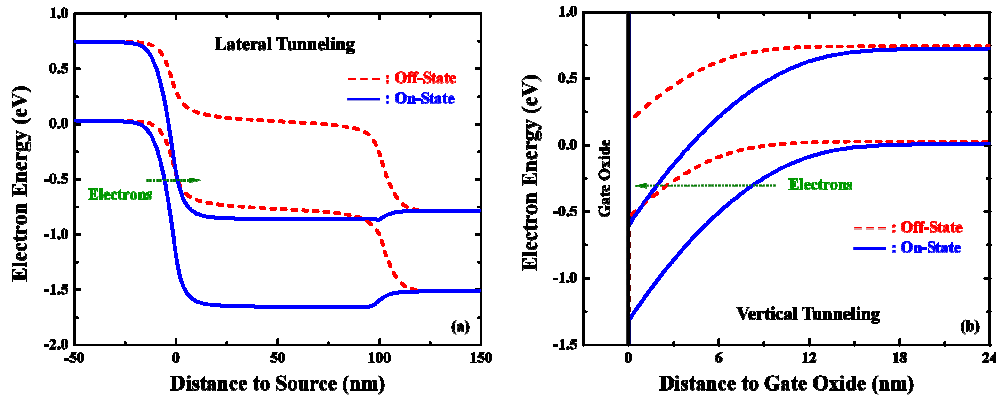 Lateral Tunneling
: Off-State
: On-State
Electrons
(a)
Electron Energy (eV)
1.0
0.5
0.0
-0.5
-1.0
-1.5
-2.0
-50
0
50
100
150
Distance to Source (nm)
Gate Oxide
Electrons
: Off-State
: On-State
Vertical Tunneling
(b)
Electron Energy (eV)
1.0
0.5
0.0
-0.5
-1.0
-1.5
0
6
12
18
24
Distance to Gate Oxide (nm)